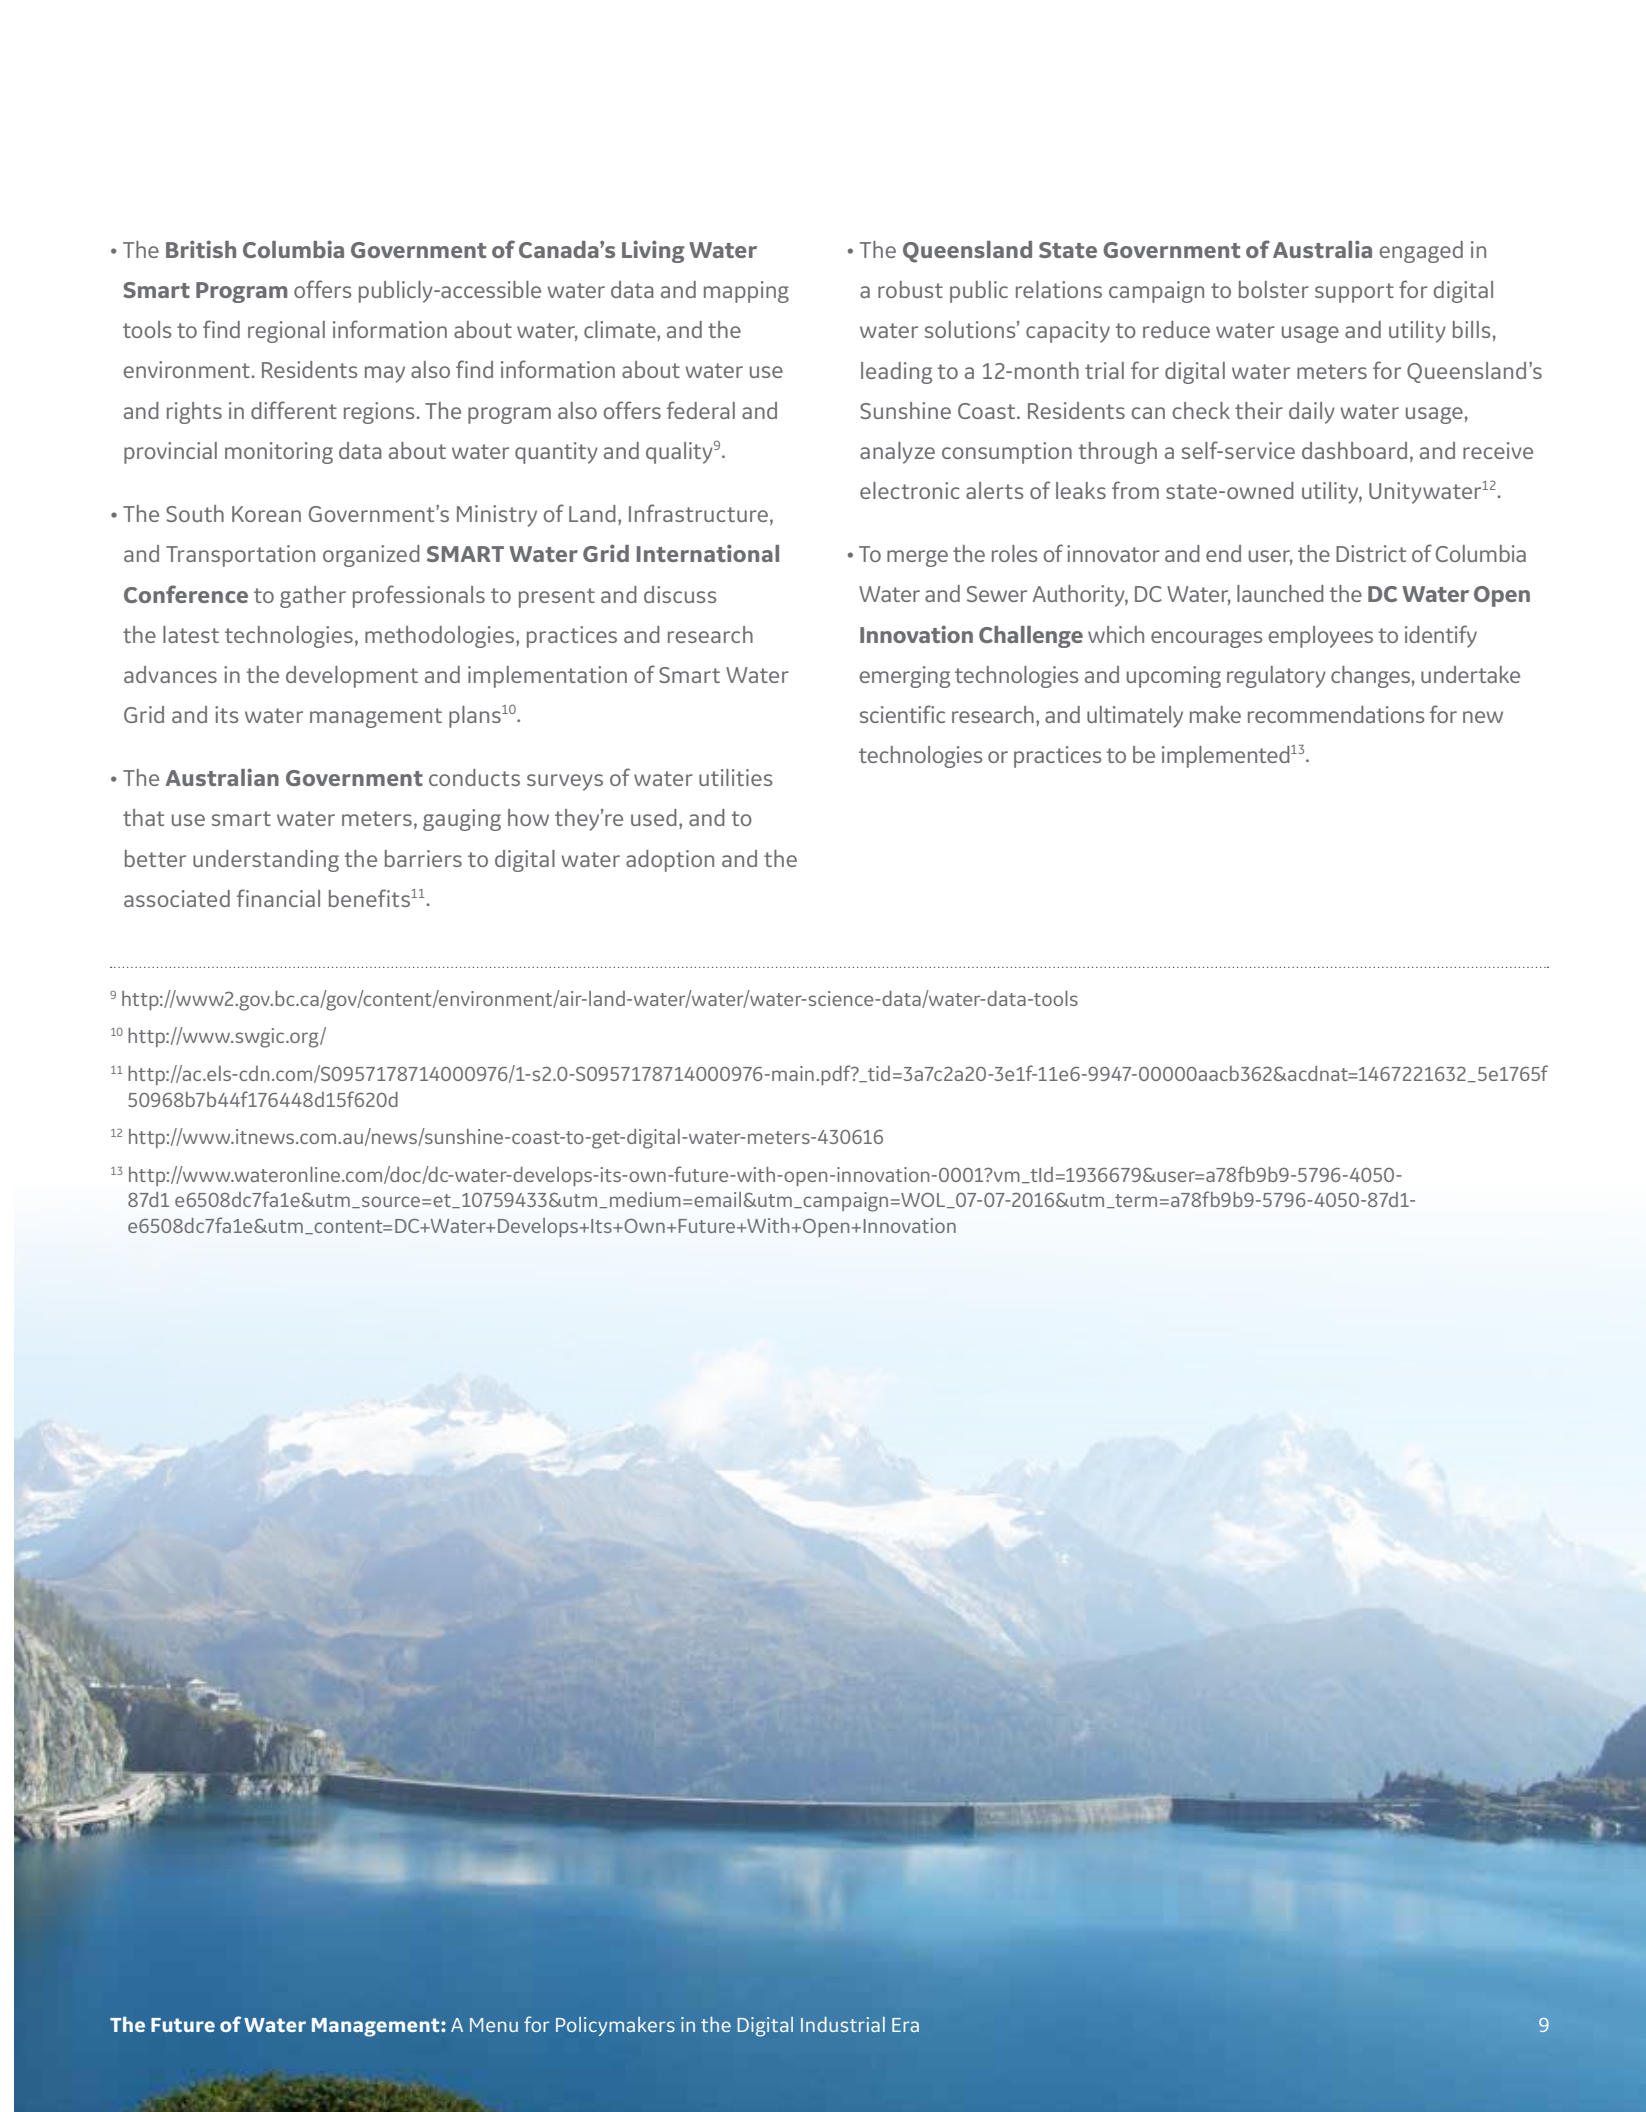 • The British Columbia Government of Canada’s Living Water
Smart Program offers publicly-accessible water data and mapping
tools to find regional information about water, climate, and the
environment. Residents may also find information about water use
and rights in different regions. The program also offers federal and
provincial monitoring data about water quantity and quality⁹.
• The South Korean Government’s Ministry of Land, Infrastructure,
and Transportation organized SMART Water Grid International
Conference to gather professionals to present and discuss
the latest technologies, methodologies, practices and research
advances in the development and implementation of Smart Water
Grid and its water management plans¹⁰.
• The Australian Government conducts surveys of water utilities
that use smart water meters, gauging how they’re used, and to
better understanding the barriers to digital water adoption and the
associated financial benefits¹¹.
• The Queensland State Government of Australia engaged in
a robust public relations campaign to bolster support for digital
water solutions’ capacity to reduce water usage and utility bills,
leading to a 12-month trial for digital water meters for Queensland’s
Sunshine Coast. Residents can check their daily water usage,
analyze consumption through a self-service dashboard, and receive
electronic alerts of leaks from state-owned utility, Unitywater¹².
• To merge the roles of innovator and end user, the District of Columbia
Water and Sewer Authority, DC Water, launched the DC Water Open
Innovation Challenge which encourages employees to identify
emerging technologies and upcoming regulatory changes, undertake
scientific research, and ultimately make recommendations for new
technologies or practices to be implemented¹³.
⁹ http://www2.gov.bc.ca/gov/content/environment/air-land-water/water/water-science-data/water-data-tools
¹⁰ http://www.swgic.org/
¹¹ http://ac.els-cdn.com/S0957178714000976/1-s2.0-S0957178714000976-main.pdf?_tid=3a7c2a20-3e1f-11e6-9947-00000aacb362&acdnat=1467221632_5e1765f
50968b7b44f176448d15f620d
¹² http://www.itnews.com.au/news/sunshine-coast-to-get-digital-water-meters-430616
¹³ http://www.wateronline.com/doc/dc-water-develops-its-own-future-with-open-innovation-0001?vm_tId=1936679&user=a78fb9b9-5796-4050-
87d1 e6508dc7fa1e&utm_source=et_10759433&utm_medium=email&utm_campaign=WOL_07-07-2016&utm_term=a78fb9b9-5796-4050-87d1-
e6508dc7fa1e&utm_content=DC+Water+Develops+Its+Own+Future+With+Open+Innovation
The Future of Water Management: A Menu for Policymakers in the Digital Industrial Era 9